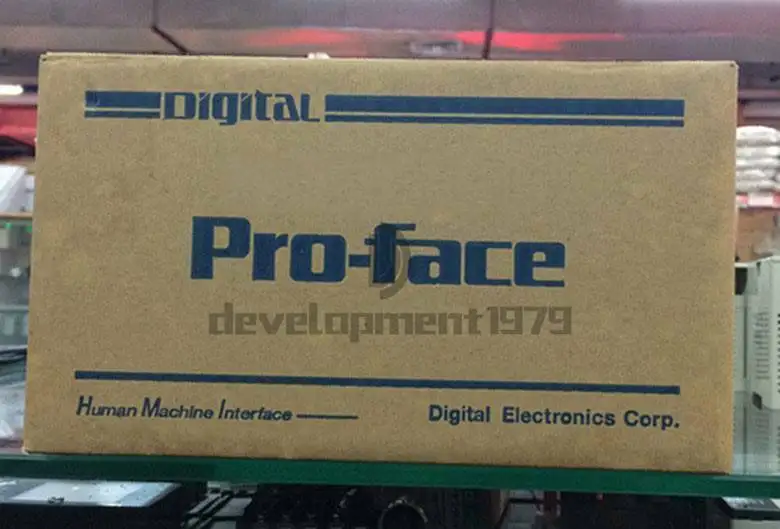 Digital
Pro-face
development1979
Human Machine Interface
Digital Electronics Corp.